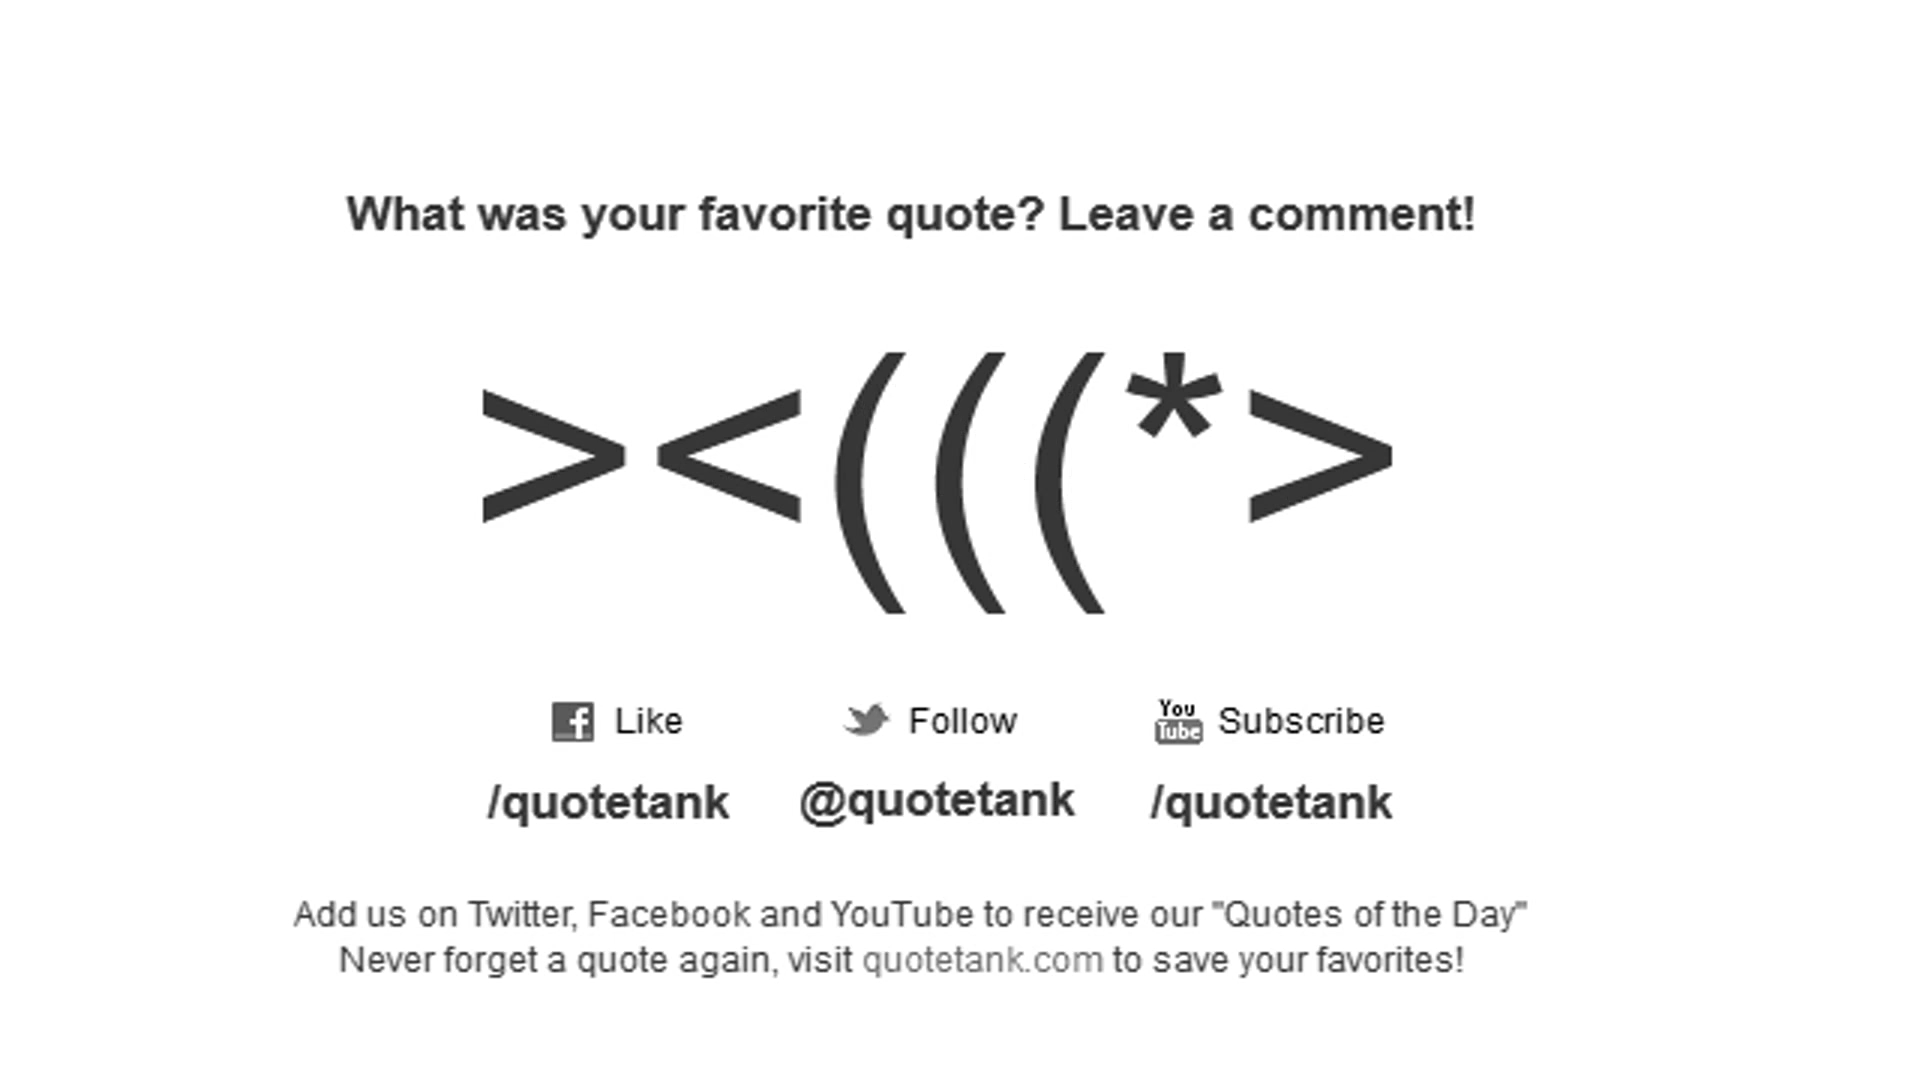 What was your favorite quote? Leave a comment!
><(((*>
f Like Follow You Tube Subscribe
/quotetank @quotetank /quotetank
Add us on Twitter, Facebook and YouTube to receive our "Quotes of the Day"
Never forget a quote again, visit quotetank.com to save your favorites!